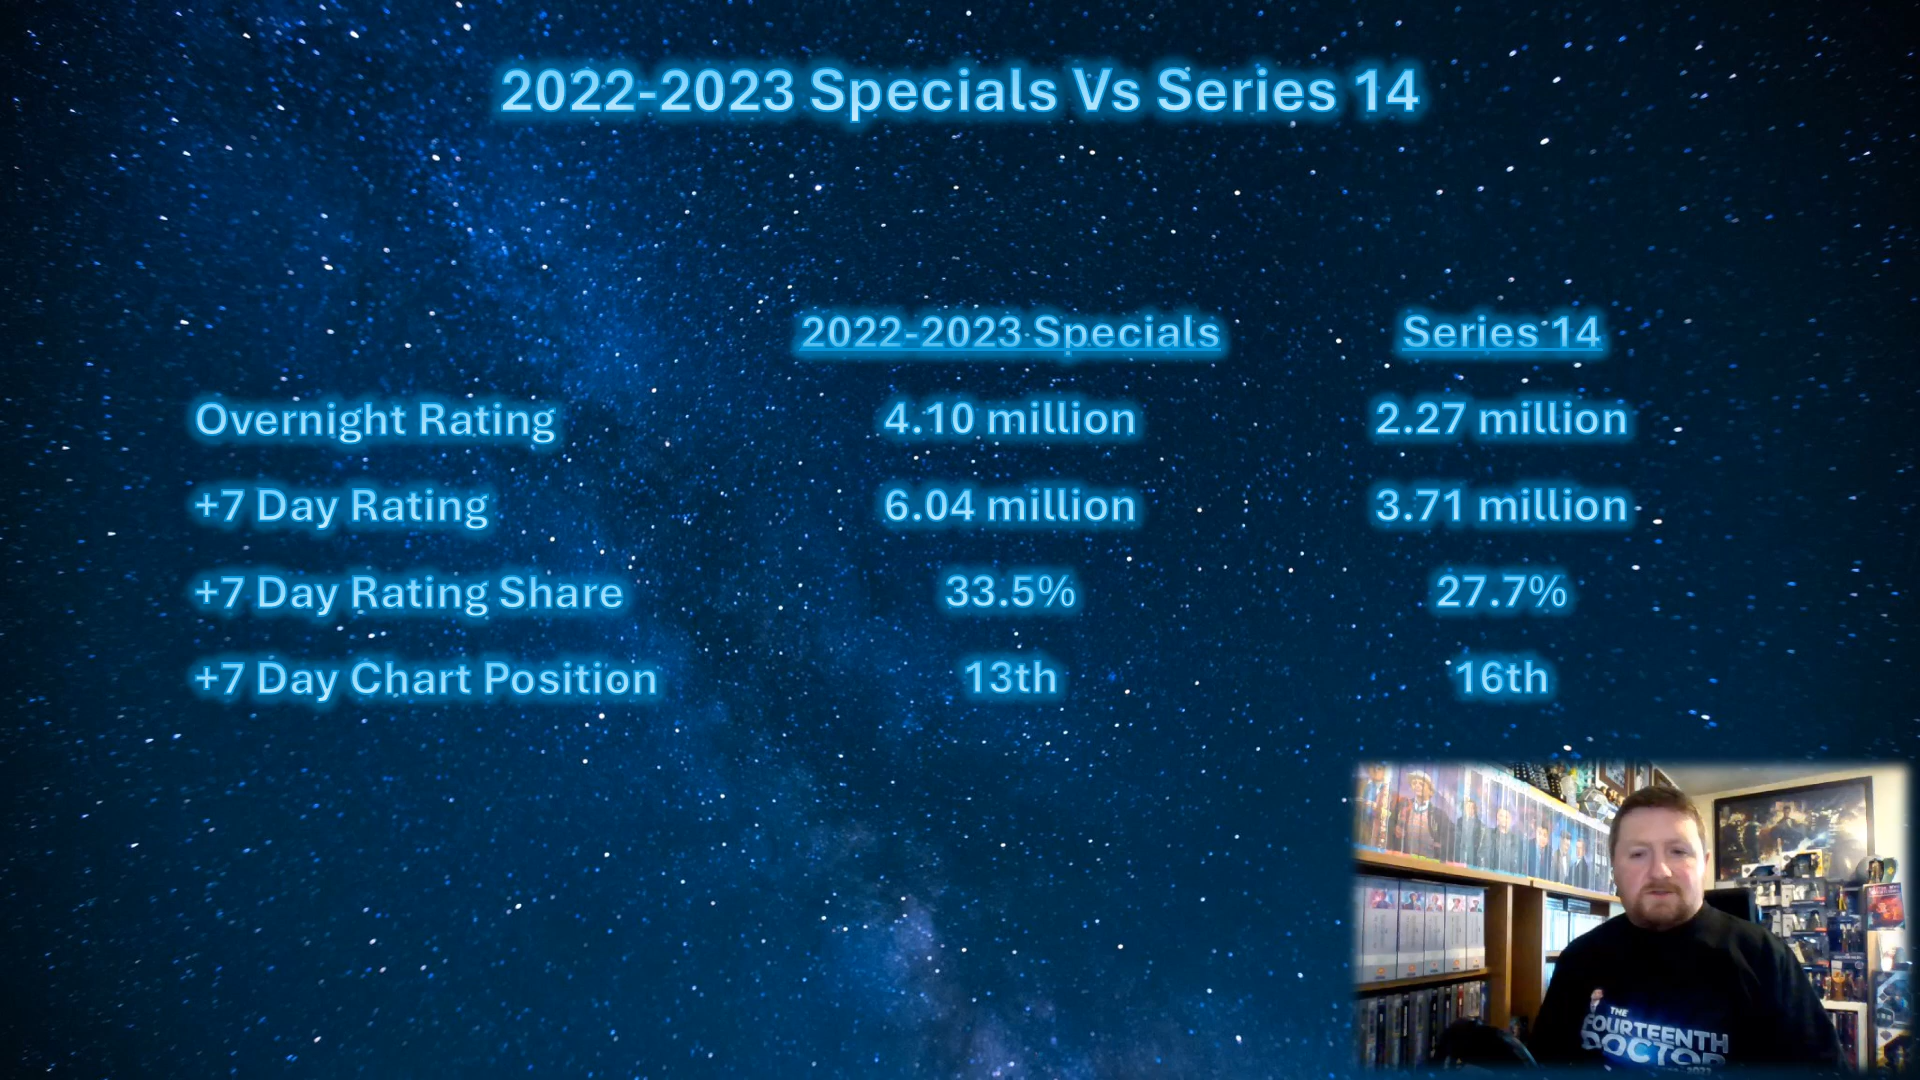 2022-2023 Specials Vs Series 14
2022-2023 Specials Series 14
Overnight Rating 4.10 million 2.27 million
+7 Day Rating 6.04 million 3.71 million
+7 Day Rating Share 33.5% 27.7%
+7 Day Chart Position 13th 16th
THE
FOURTEENTH
DOCTOR